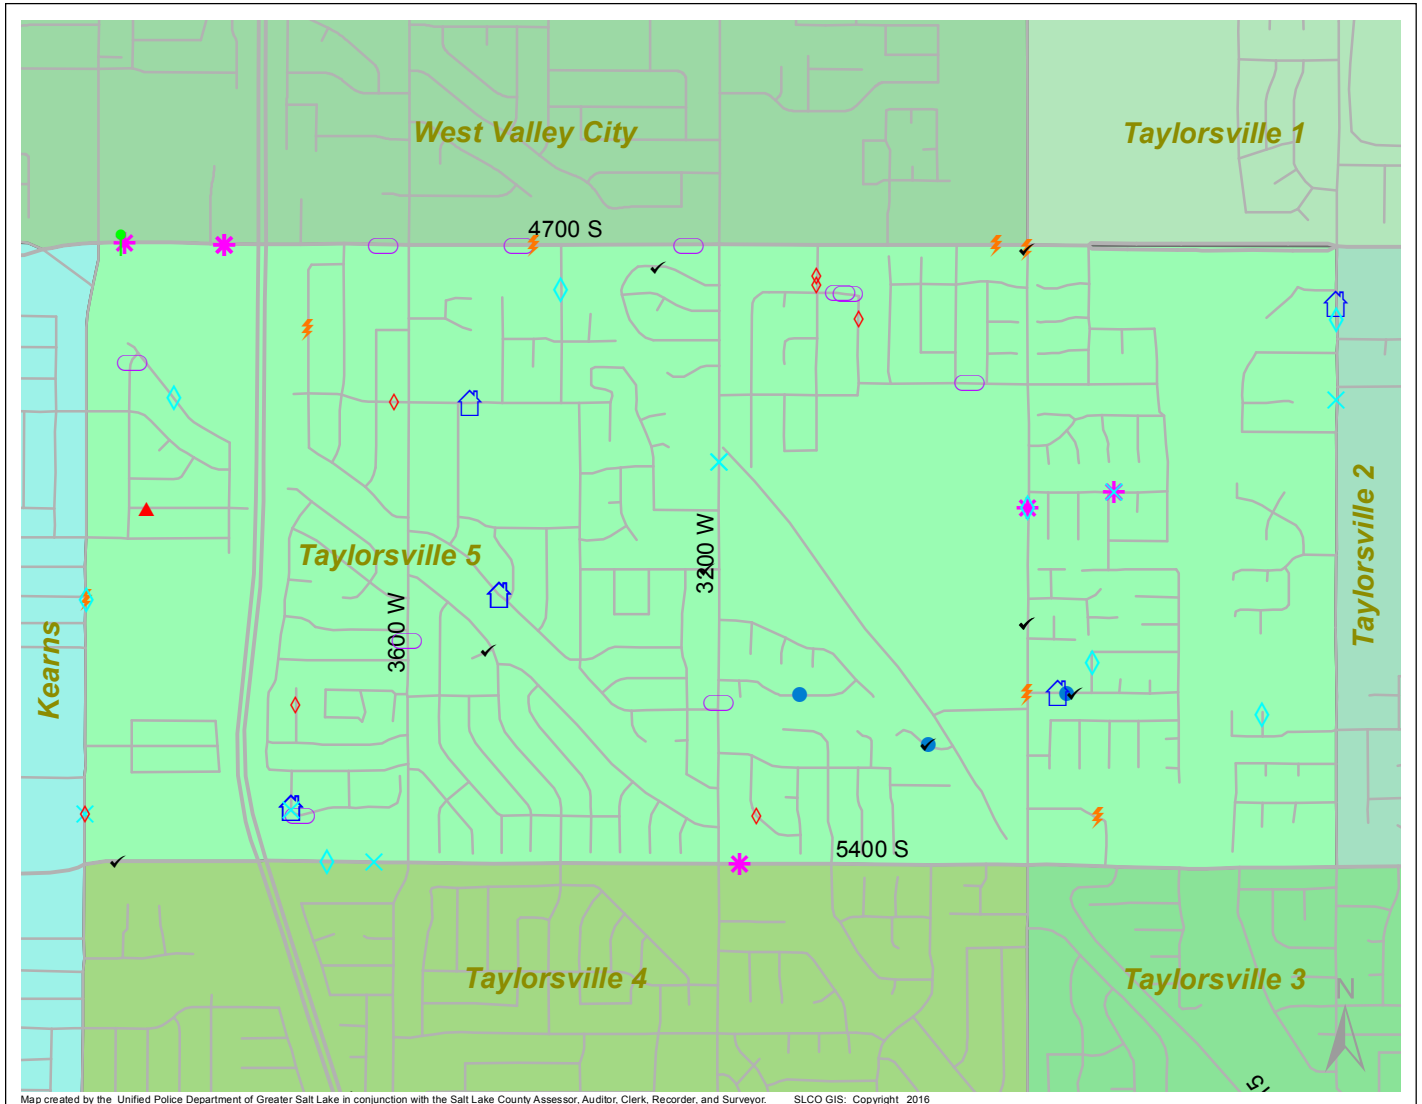 West Valley City
Taylorsville 1
4700 S
Taylorsville 5
3200 W
3600 W
Taylorsville 2
Kearns
5400 S
Taylorsville 4
Taylorsville 3
N
15
Map created by the Unified Police Department of Greater Salt Lake in conjunction with the Salt Lake County Assessor, Auditor, Clerk, Recorder, and Surveyor. SLCO GIS: Copyright 2016